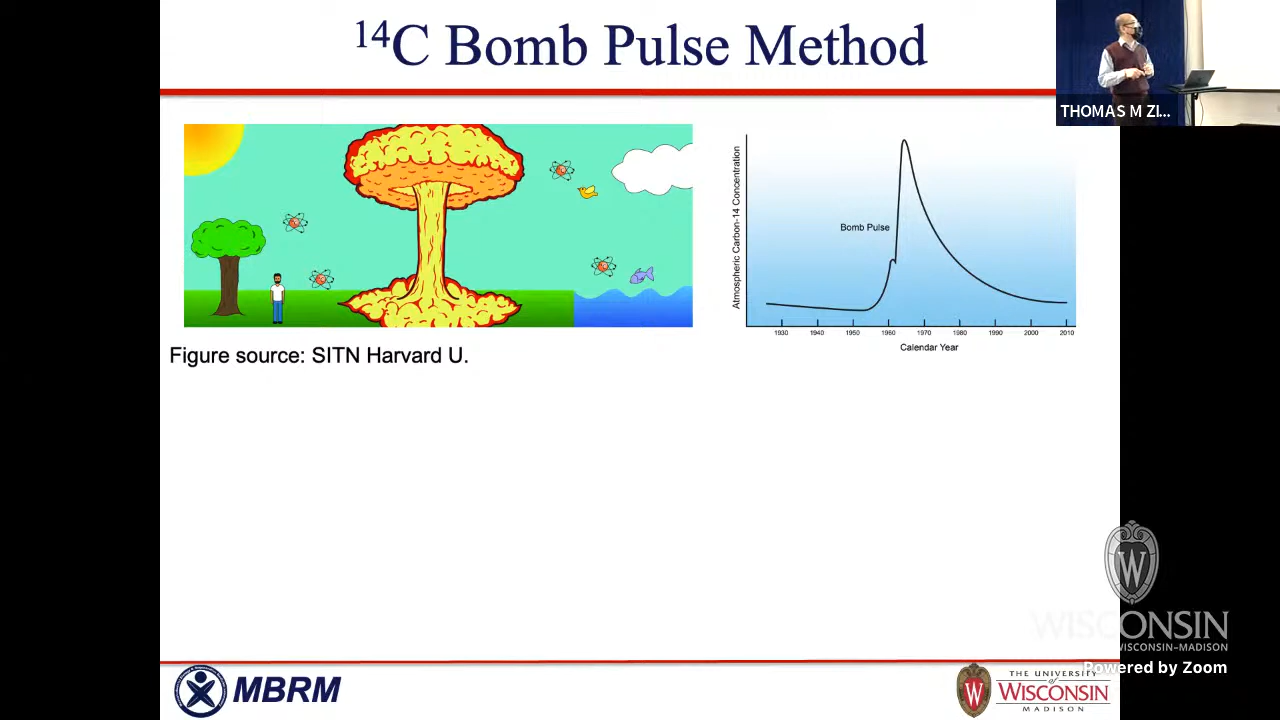 ¹⁴C Bomb Pulse Method
THOMAS M ZI...
Atmospheric Carbon-14 Concentration
Bomb Pulse
1930 1940 1950 1960 1970 1980 1990 2000 2010
Calendar Year
Figure source: SITN Harvard U.
W
WISCONSIN
WISCONSIN–MADISON
Powered by Zoom
MBRM
W
THE UNIVERSITY
of
WISCONSIN
MADISON